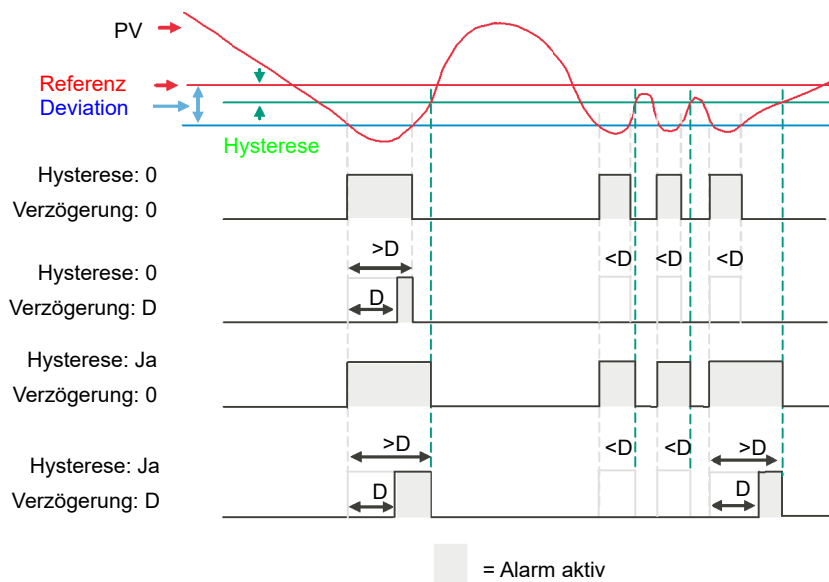 PV
Referenz
Deviation
Hysterese
Hysterese: 0
Verzögerung: 0
>D
<D
<D
<D
Hysterese: 0
D
Verzögerung: D
Hysterese: Ja
Verzögerung: 0
>D
<D
<D
>D
Hysterese: Ja
D
D
Verzögerung: D
= Alarm aktiv